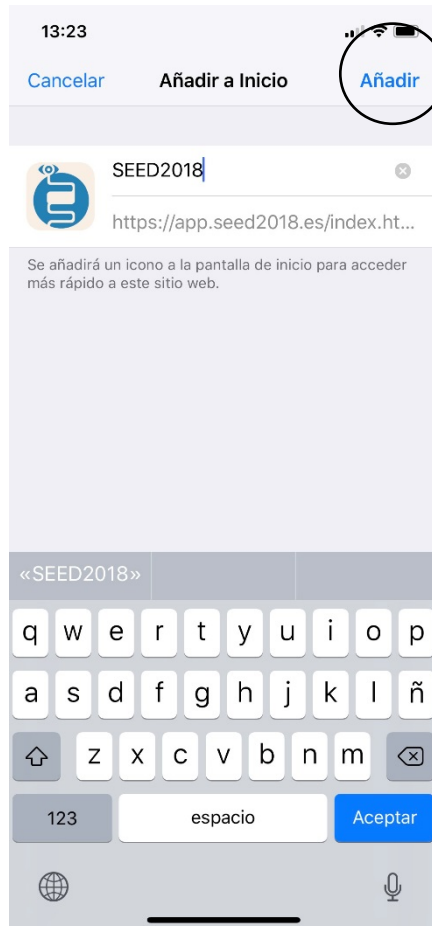 13:23
Cancelar Añadir a Inicio Añadir
SEED2018
https://app.seed2018.es/index.ht...
Se añadirá un icono a la pantalla de inicio para acceder
más rápido a este sitio web.
«SEED2018»
q w e r t y u i o p
a s d f g h j k l ñ
z x c v b n m
123 espacio Aceptar